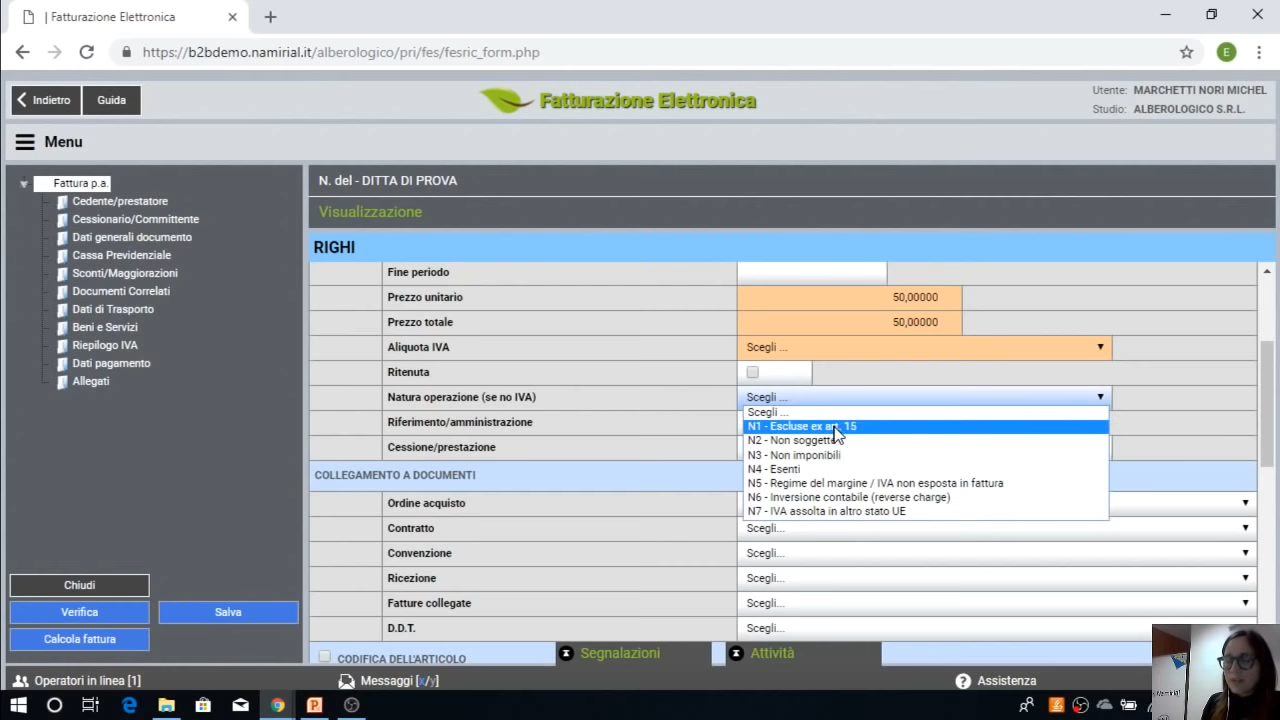 | Fatturazione Elettronica
https://b2bdemo.namirial.it/alberologico/pri/fes/fesric_form.php
E
Indietro
Guida
Fatturazione Elettronica
Utente: MARCHETTI NORI MICHEL
Studio: ALBEROLOGICO S.R.L.
Menu
Fattura p.a.
Cedente/prestatore
Cessionario/Committente
Dati generali documento
Cassa Previdenziale
Sconti/Maggiorazioni
Documenti Correlati
Dati di Trasporto
Beni e Servizi
Riepilogo IVA
Dati pagamento
Allegati
Chiudi
Verifica
Salva
Calcola fattura
N. del - DITTA DI PROVA
Visualizzazione
RIGHI
Fine periodo
Prezzo unitario 50,00000
Prezzo totale 50,00000
Aliquota IVA Scegli ...
Ritenuta
Natura operazione (se no IVA) Scegli ...
Scegli ...
N1 - Escluse ex art. 15
N2 - Non soggette
N3 - Non imponibili
N4 - Esenti
N5 - Regime del margine / IVA non esposta in fattura
N6 - Inversione contabile (reverse charge)
N7 - IVA assolta in altro stato UE
Riferimento/amministrazione
Cessione/prestazione
COLLEGAMENTO A DOCUMENTI
Ordine acquisto
Contratto Scegli...
Convenzione Scegli...
Ricezione Scegli...
Fatture collegate Scegli...
D.D.T. Scegli...
CODIFICA DELL'ARTICOLO
Segnalazioni
Attività
Operatori in linea [1]
Messaggi [x/y]
Assistenza
Namirial